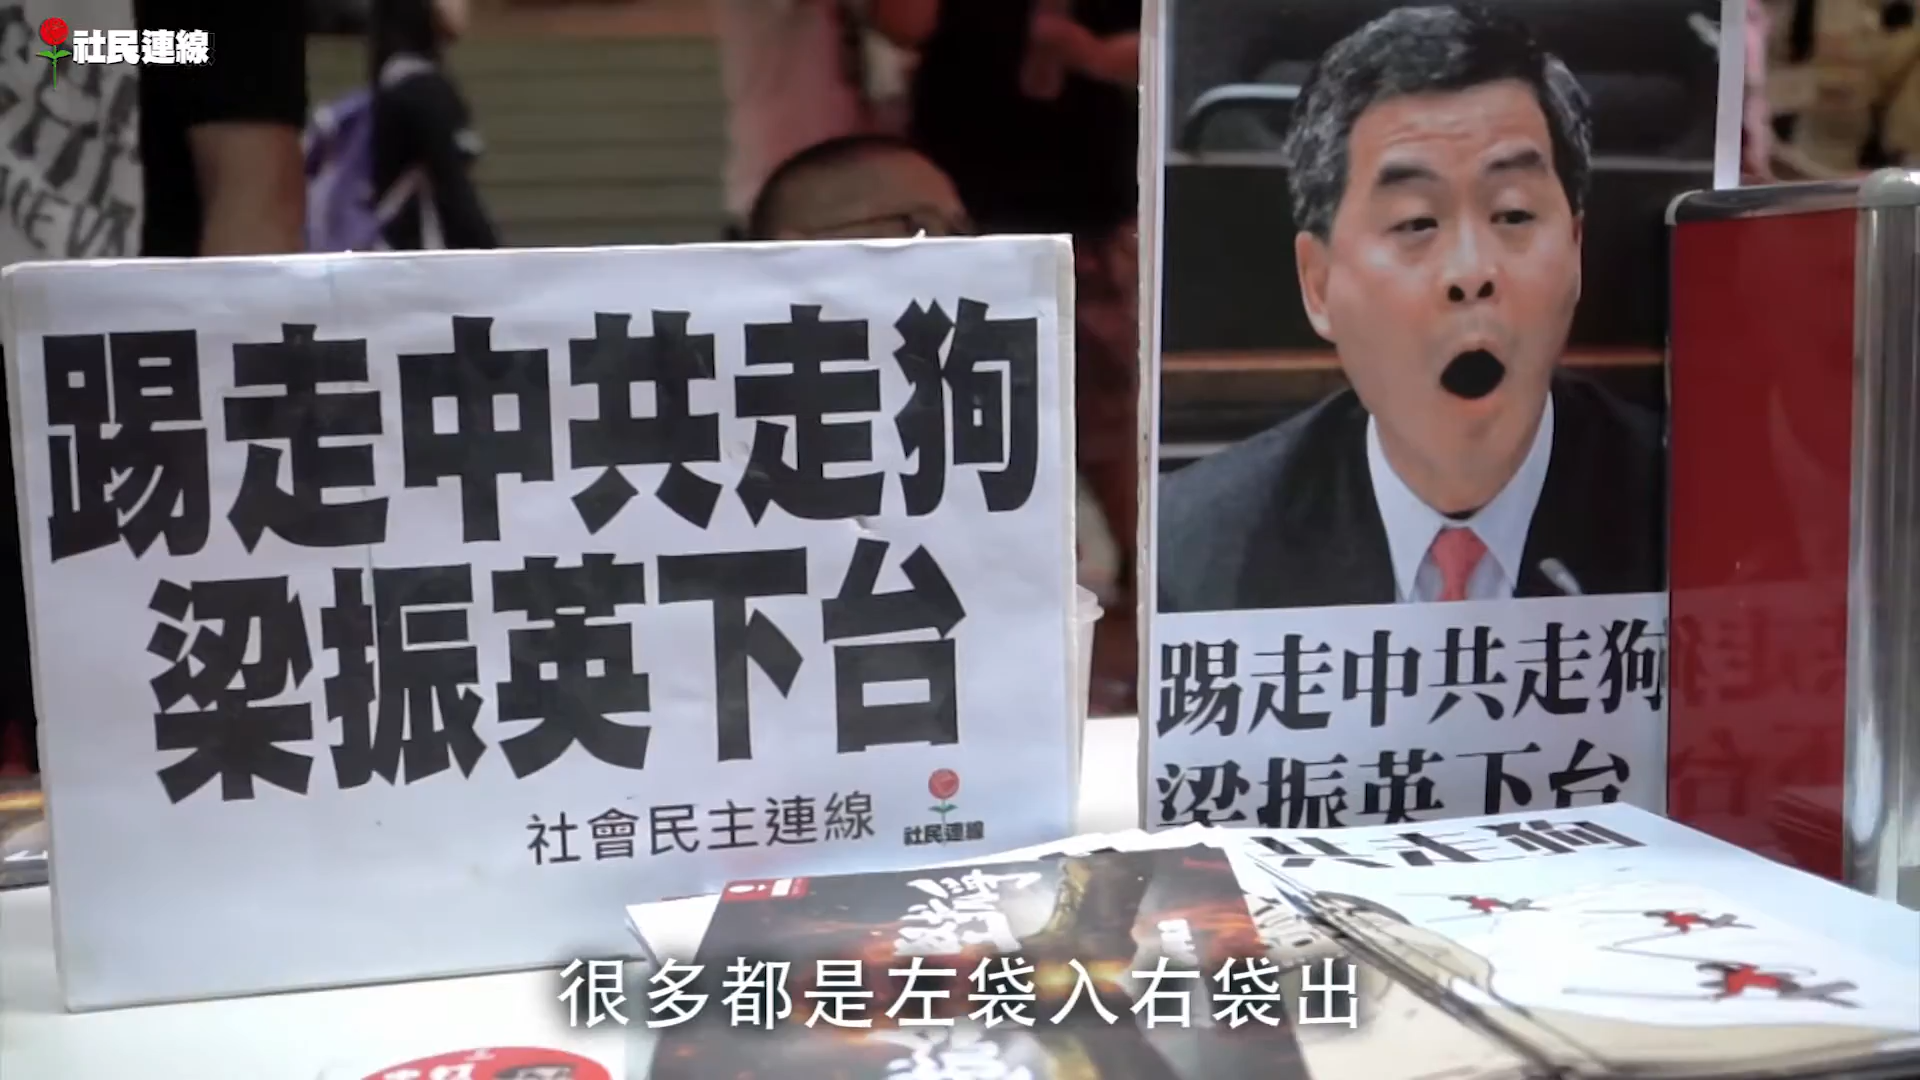 社民連線
踢走中共走狗
梁振英下台
社會民主連線
社民連線
踢走中共走狗
梁振英下台
共走狗
很多都是左袋入右袋出